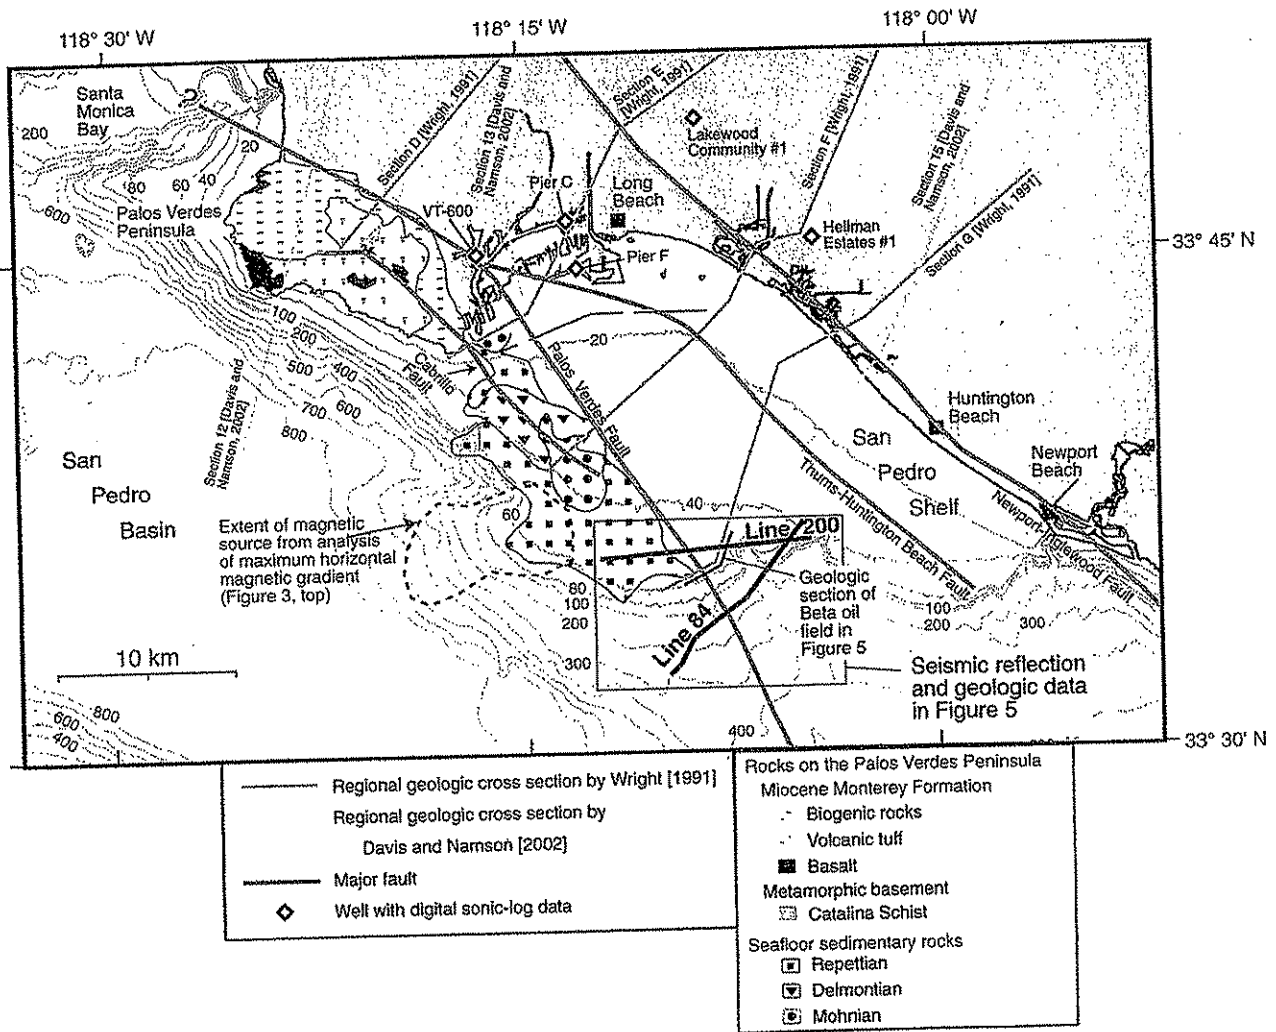 118° 30' W
118° 15' W
118° 00' W
Santa
Monica
Bay
200
20
80
60
40
600
Palos Verdes
Peninsula
Section D [Wright, 1991]
Section 13 [Davis and
Namson, 2002]
Section E
[Wright, 1991]
Lakewood
Community #1
Section F [Wright, 1991]
Section 15 [Davis and
Namson, 2002]
Section G [Wright, 1991]
Pier C
Long
Beach
VT-600
Pier F
Hellman
Estates #1
33° 45' N
100
200
500
400
700
600
800
Section 12 [Davis and
Namson, 2002]
Cabrillo
Fault
Palos Verdes Fault
20
San
Pedro
Basin
Huntington
Beach
San
Pedro
Shelf
Newport
Beach
Thums-Huntington Beach Fault
Newport-Inglewood Fault
Extent of magnetic
source from analysis
of maximum horizontal
magnetic gradient
(Figure 3, top)
60
40
Line 200
Line 84
80
100
200
300
Geologic
section of
Beta oil
field in
Figure 5
100
200
300
10 km
Seismic reflection
and geologic data
in Figure 5
800
600
400
400
33° 30' N
Regional geologic cross section by Wright [1991]
Regional geologic cross section by
Davis and Namson [2002]
Major fault
Well with digital sonic-log data
Rocks on the Palos Verdes Peninsula
Miocene Monterey Formation
Biogenic rocks
Volcanic tuff
Basalt
Metamorphic basement
Catalina Schist
Seafloor sedimentary rocks
Repettian
Delmontian
Mohnian